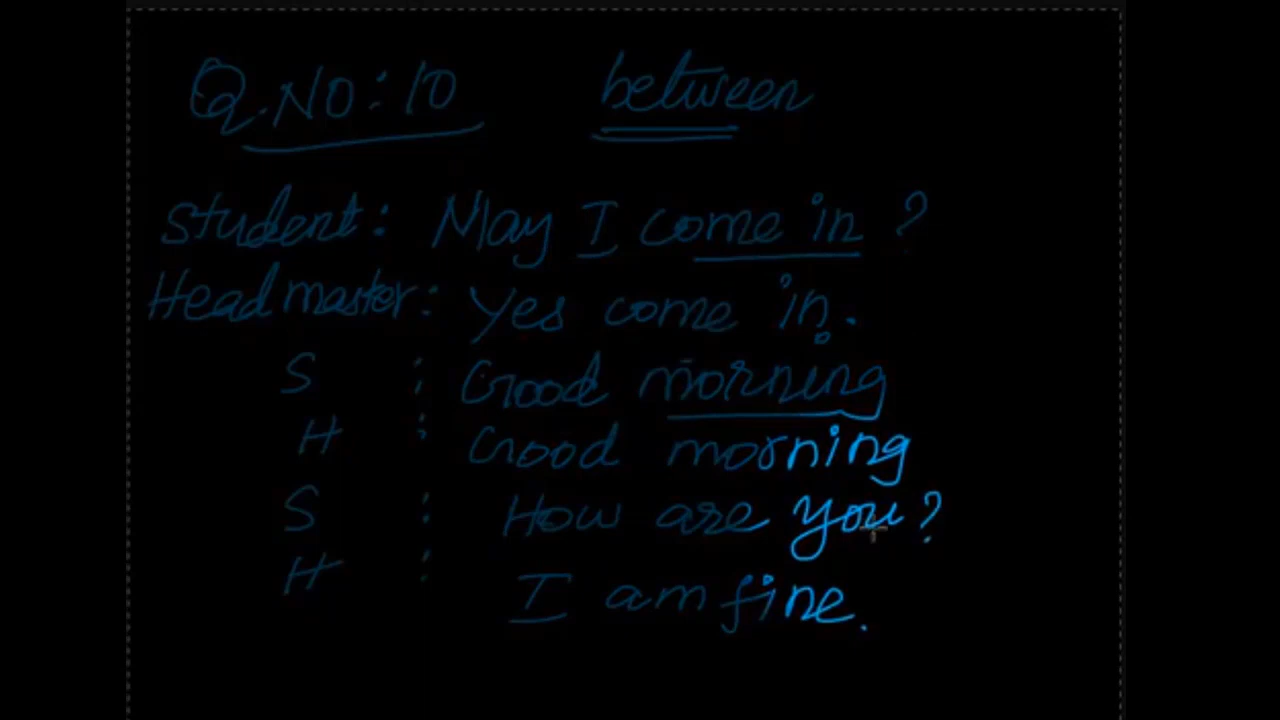 Q.NO:10 between
Student: May I come in ?
Headmaster: Yes come in.
S : Good morning
H : Good morning
S : How are you?
H : I am fine.